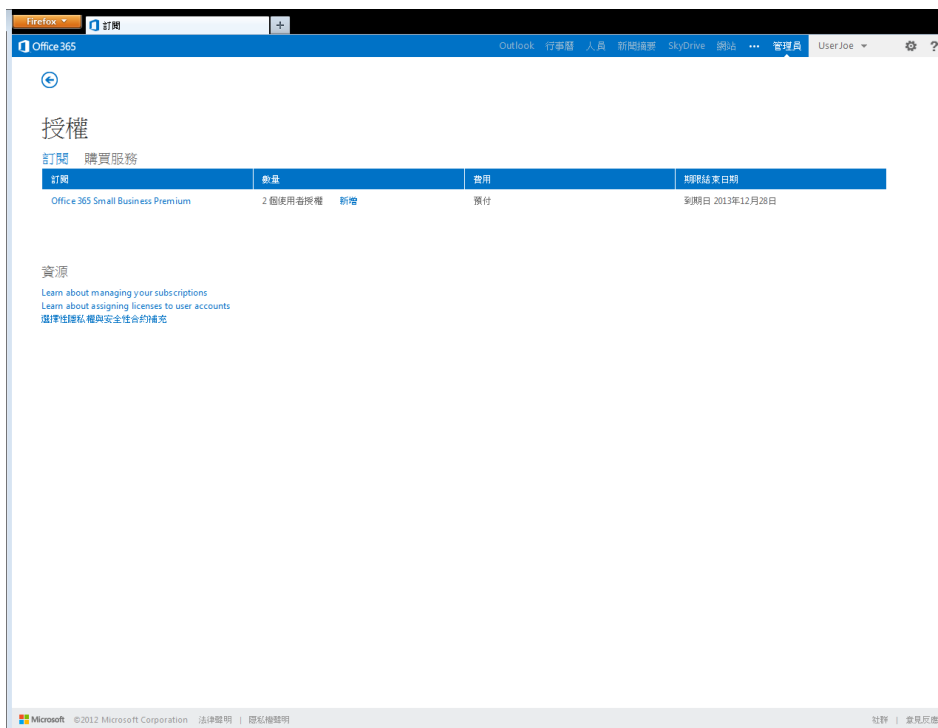 Firefox
訂閱
Office 365 Outlook 行事曆 人員 新聞摘要 SkyDrive 網站 ••• 管理員 UserJoe ?
授權
訂閱 購買服務
訂閱 數量 費用 期限結束日期
Office 365 Small Business Premium 2 個使用者授權 新增 預付 到期日 2013年12月28日
資源
Learn about managing your subscriptions
Learn about assigning licenses to user accounts
選擇性隱私權與安全性合約補充
Microsoft ©2012 Microsoft Corporation 法律聲明 | 隱私權聲明 社群 | 意見反應